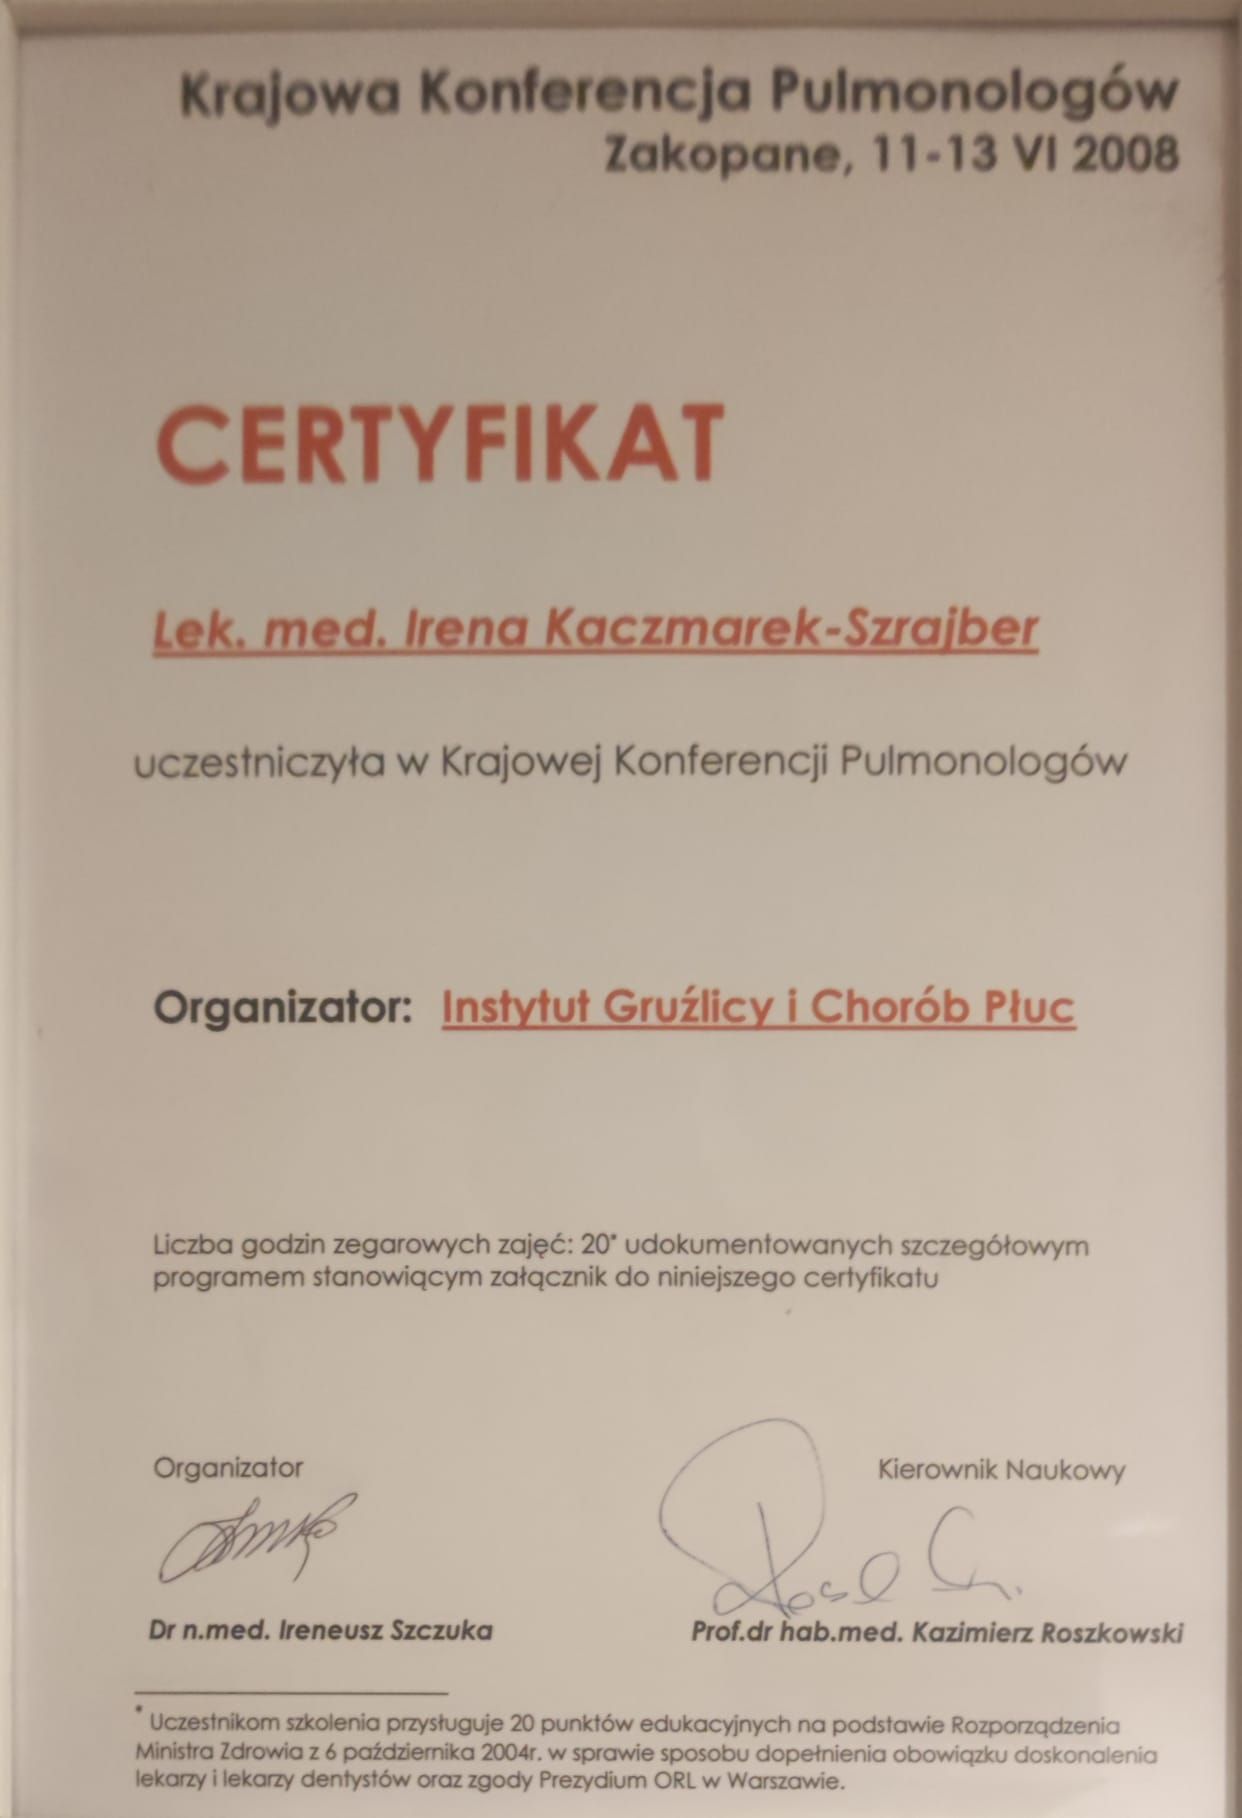 Krajowa Konferencja Pulmonologów
Zakopane, 11-13 VI 2008
CERTYFIKAT
Lek. med. Irena Kaczmarek-Szrajber
uczestniczyła w Krajowej Konferencji Pulmonologów
Organizator: Instytut Gruźlicy i Chorób Płuc
Liczba godzin zegarowych zajęć: 20* udokumentowanych szczegółowym
programem stanowiącym załącznik do niniejszego certyfikatu
Organizator
Kierownik Naukowy
Dr n.med. Ireneusz Szczuka
Prof.dr hab.med. Kazimierz Roszkowski
* Uczestnikom szkolenia przysługuje 20 punktów edukacyjnych na podstawie Rozporządzenia
Ministra Zdrowia z 6 października 2004r. w sprawie sposobu dopełnienia obowiązku doskonalenia
lekarzy i lekarzy dentystów oraz zgody Prezydium ORL w Warszawie.